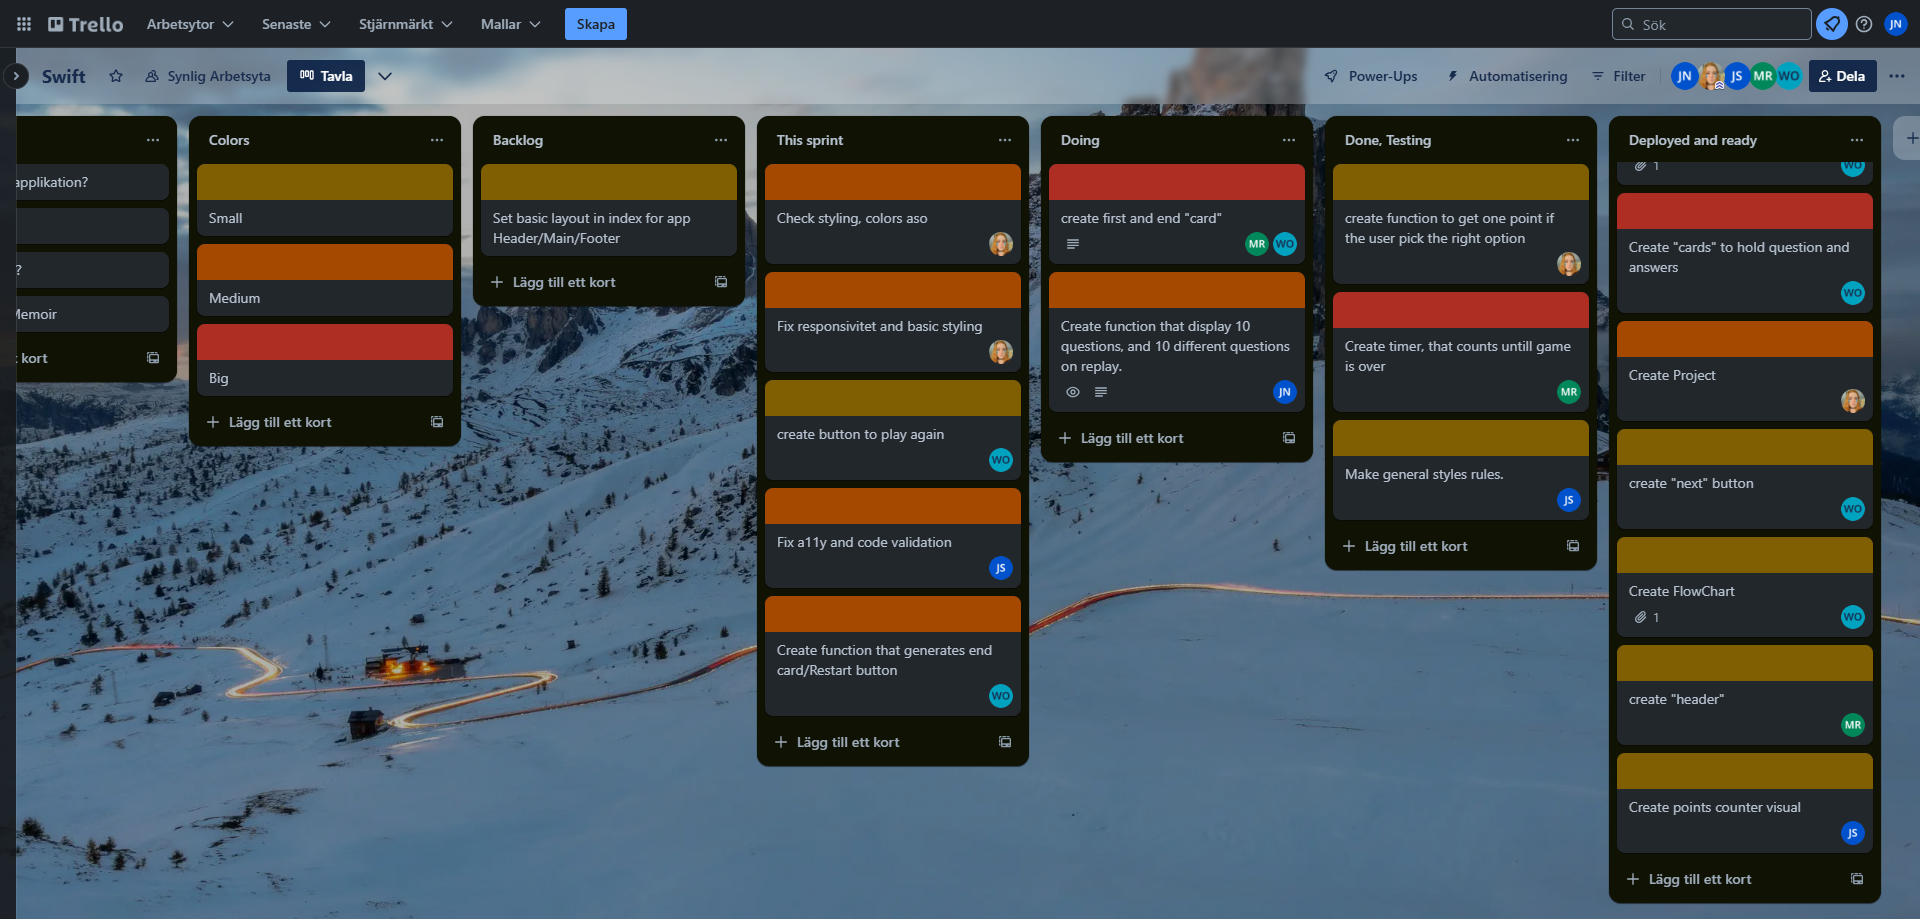 Trello
Arbetsytor
Senaste
Stjärnmärkt
Mallar
Skapa
Sök
JN
Swift
Synlig Arbetsyta
Tavla
Power-Ups
Automatisering
Filter
JN
JS
MR
WO
Dela
applikation?
?
Memoir
kort
Colors
Small
Medium
Big
Lägg till ett kort
Backlog
Set basic layout in index for app
Header/Main/Footer
Lägg till ett kort
This sprint
Check styling, colors aso
Fix responsivitet and basic styling
create button to play again
WO
Fix a11y and code validation
JS
Create function that generates end
card/Restart button
WO
Lägg till ett kort
Doing
create first and end "card"
MR WO
Create function that display 10
questions, and 10 different questions
on replay.
JN
Lägg till ett kort
Done, Testing
create function to get one point if
the user pick the right option
Create timer, that counts untill game
is over
MR
Make general styles rules.
JS
Lägg till ett kort
Deployed and ready
1
WO
Create "cards" to hold question and
answers
WO
Create Project
create "next" button
WO
Create FlowChart
1
WO
create "header"
MR
Create points counter visual
JS
Lägg till ett kort